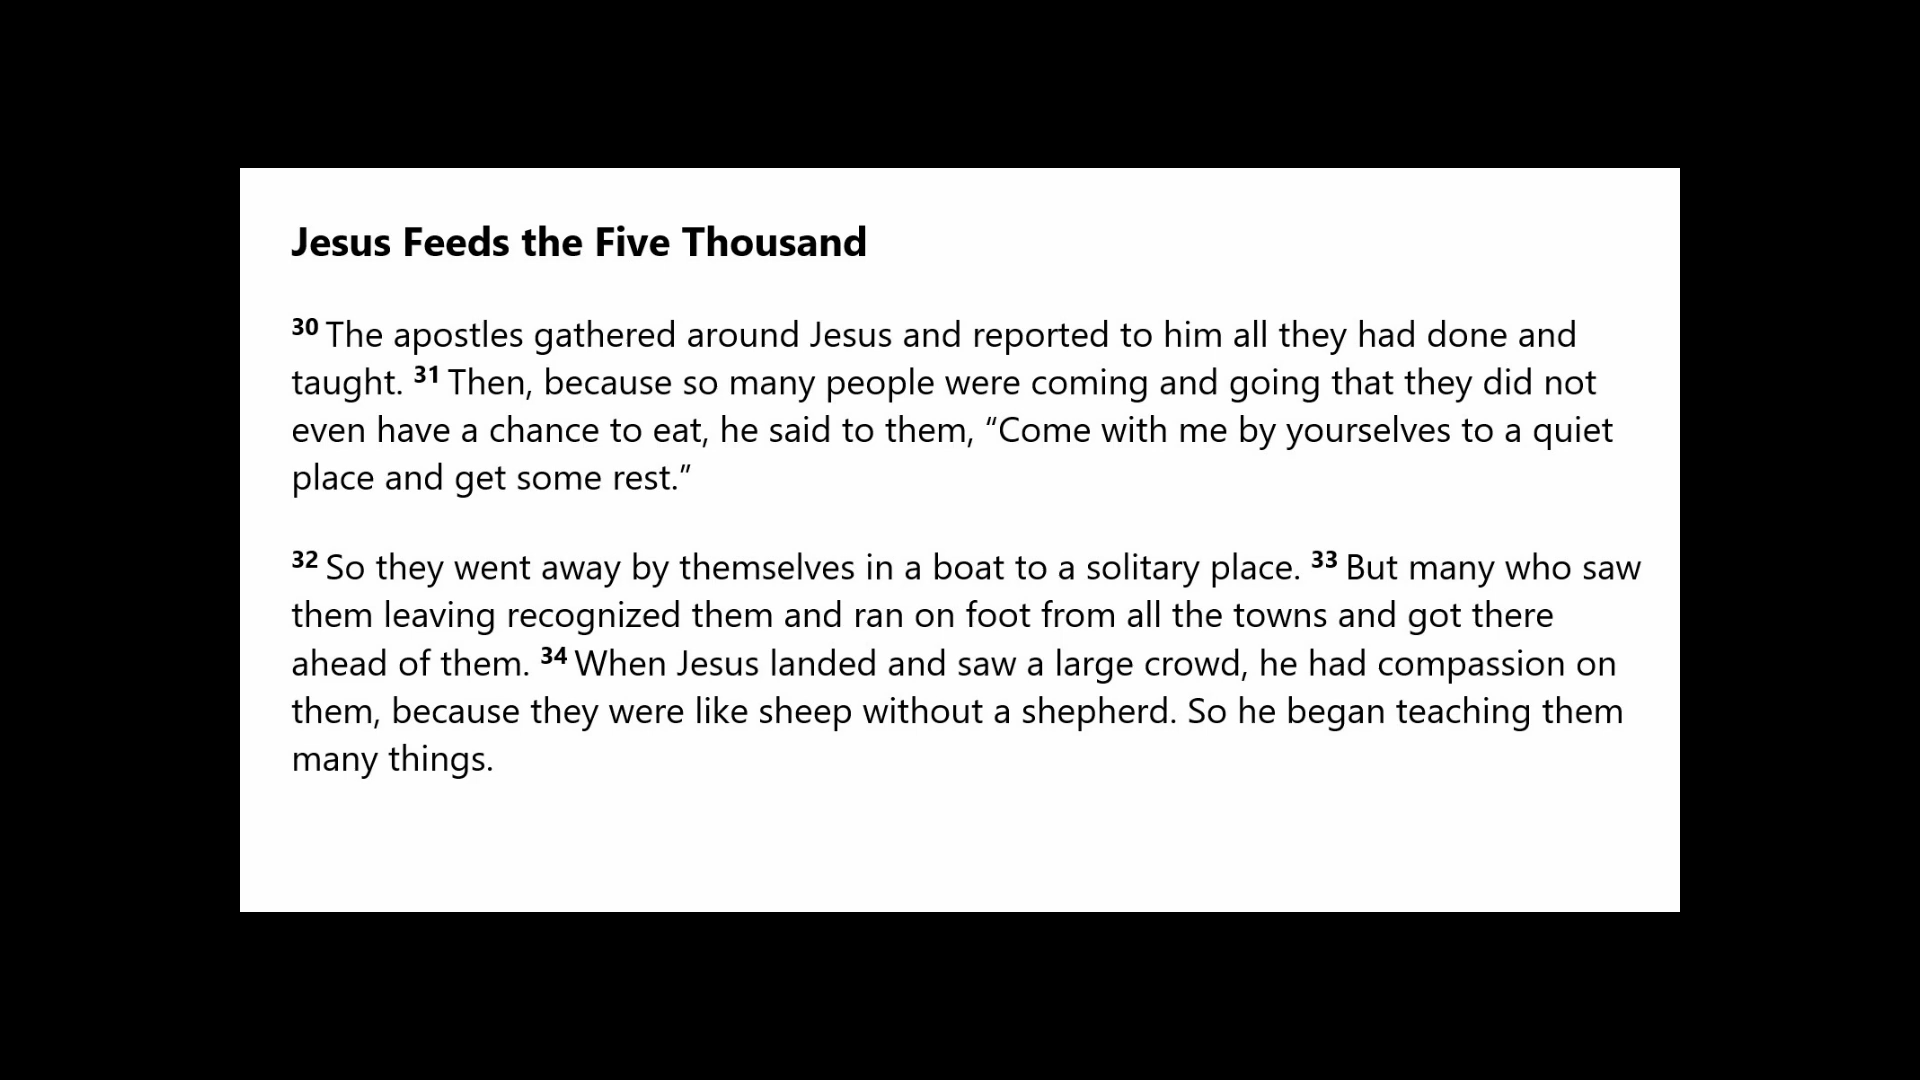 Jesus Feeds the Five Thousand
30 The apostles gathered around Jesus and reported to him all they had done and
taught. 31 Then, because so many people were coming and going that they did not
even have a chance to eat, he said to them, “Come with me by yourselves to a quiet
place and get some rest.”
32 So they went away by themselves in a boat to a solitary place. 33 But many who saw
them leaving recognized them and ran on foot from all the towns and got there
ahead of them. 34 When Jesus landed and saw a large crowd, he had compassion on
them, because they were like sheep without a shepherd. So he began teaching them
many things.